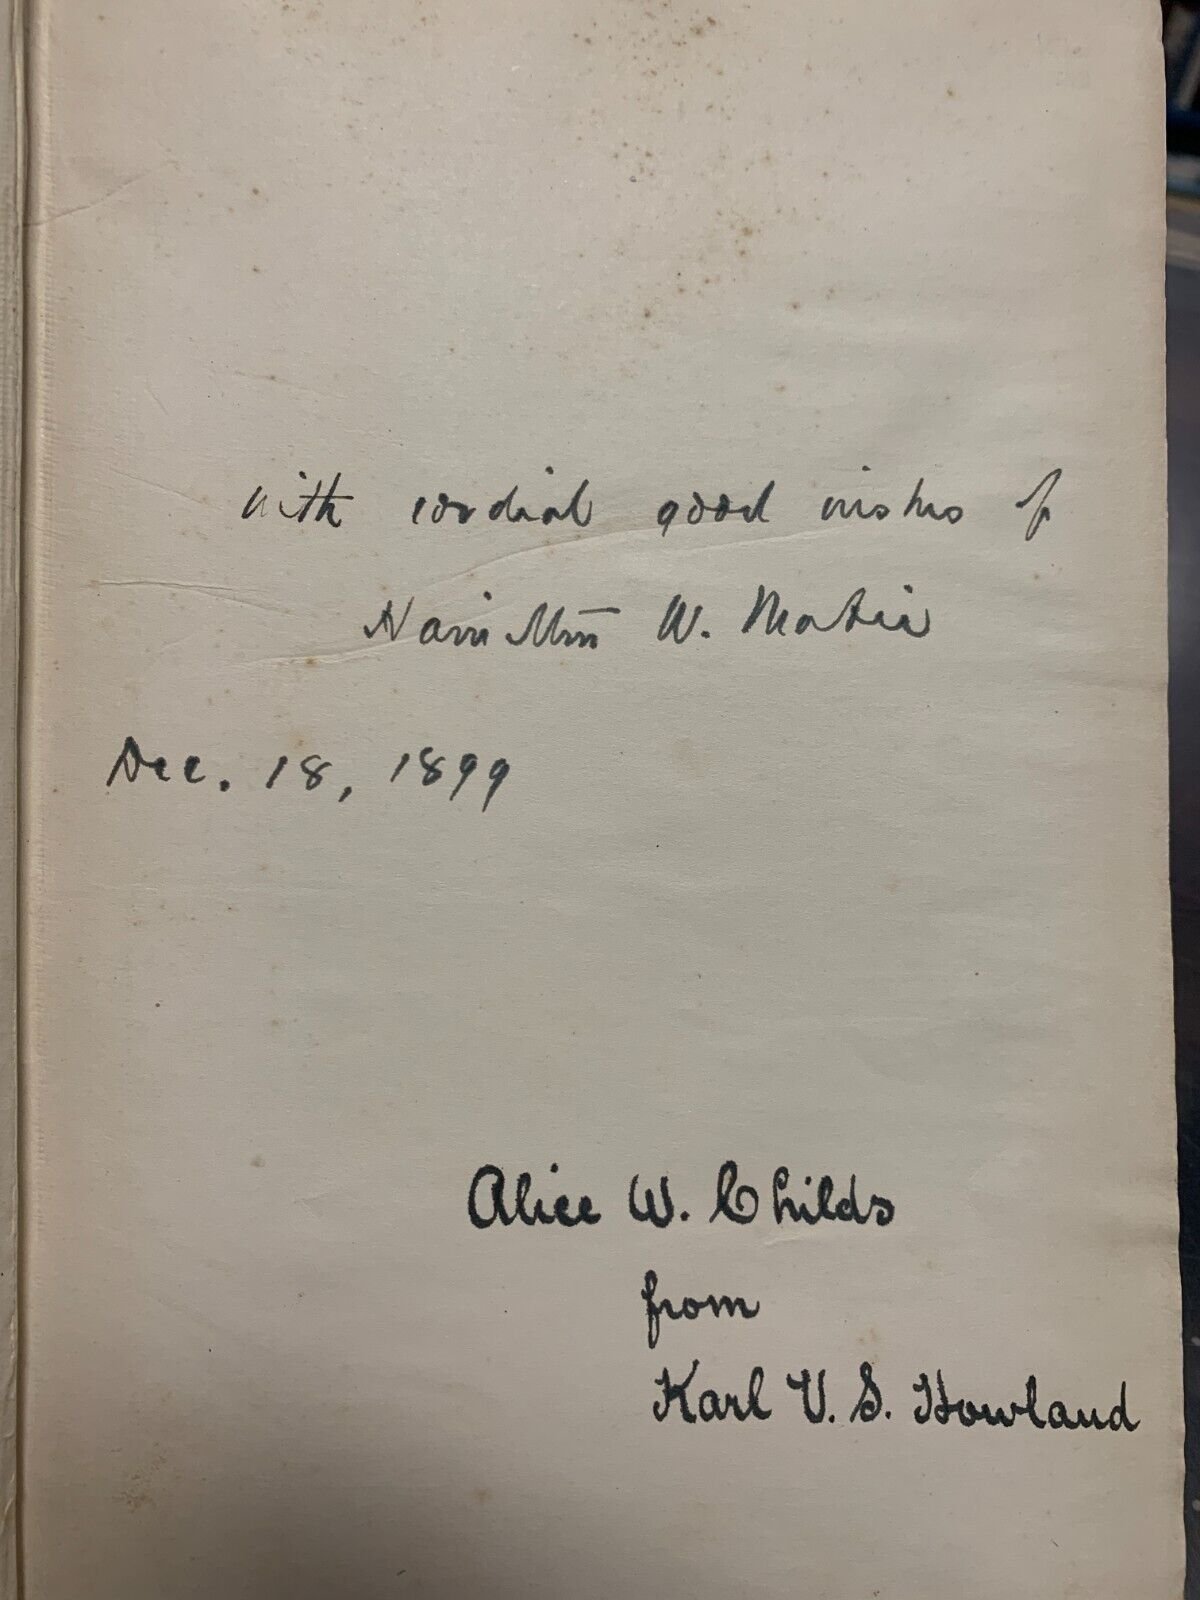 With cordial good wishes of
Hamilton W. Mabie
Dec. 18, 1899
Alice W. Childs
from
Karl V. S. Howland